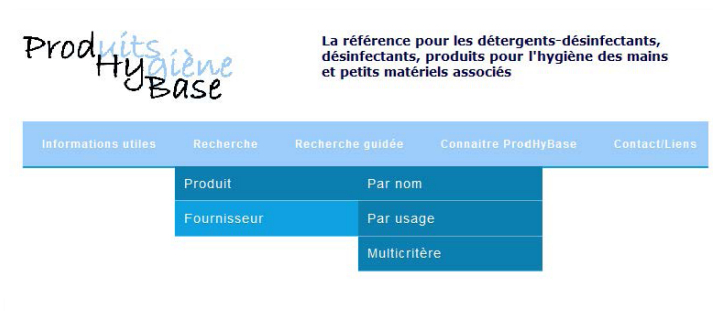 Produits
Hygiène
Base
La référence pour les détergents-désinfectants,
désinfectants, produits pour l'hygiène des mains
et petits matériels associés
Informations utiles Recherche Recherche guidée Connaitre ProdHyBase Contact/Liens
Produit Par nom
Fournisseur Par usage
Multicritère